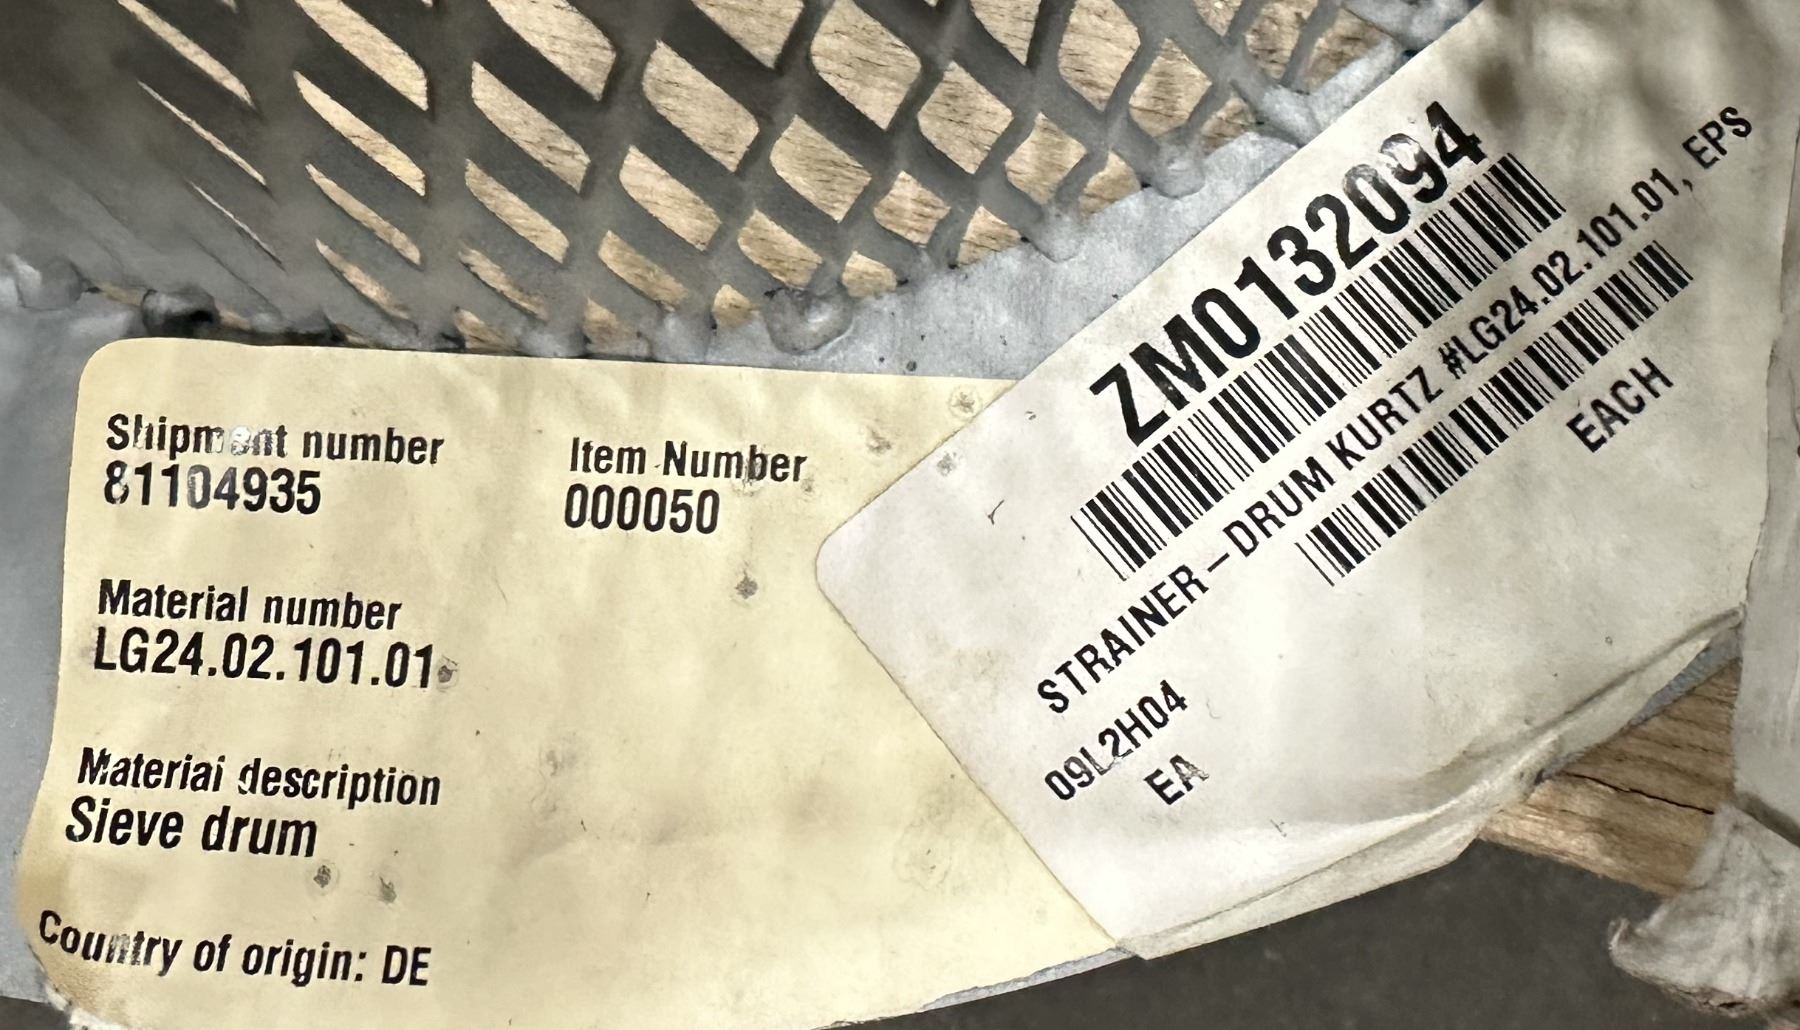 Shipment number
81104935
Item Number
000050
Material number
LG24.02.101.01
Material description
Sieve drum
Country of origin: DE
ZM0132094
STRAINER-DRUM KURTZ #LG24.02.101.01, EPS
09L2H04
EACH
EA